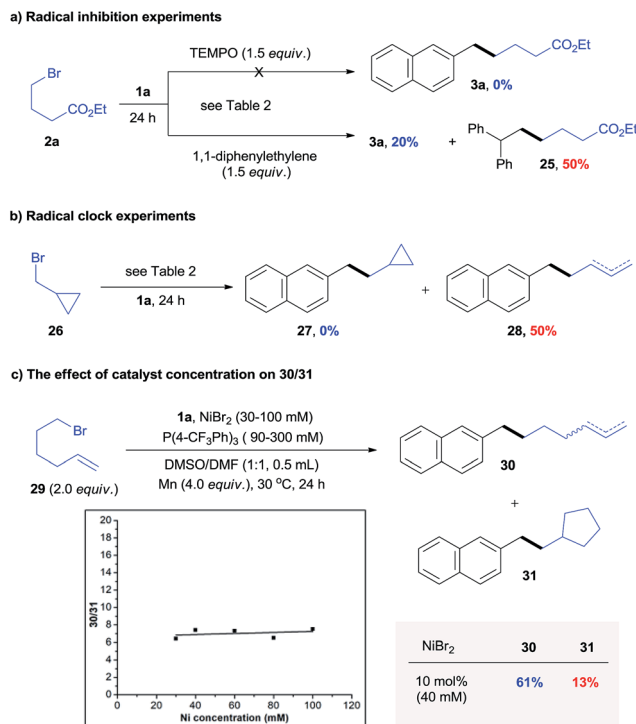 a) Radical inhibition experiments
Br
CO₂Et
2a
1a
24 h
TEMPO (1.5 equiv.)
X
see Table 2
1,1-diphenylethylene
(1.5 equiv.)
CO₂Et
3a, 0%
3a, 20%
+
Ph
Ph
CO₂Et
25, 50%
b) Radical clock experiments
Br
26
see Table 2
1a, 24 h
27, 0%
+
28, 50%
c) The effect of catalyst concentration on 30/31
Br
29 (2.0 equiv.)
1a, NiBr₂ (30-100 mM)
P(4-CF₃Ph)₃ ( 90-300 mM)
DMSO/DMF (1:1, 0.5 mL)
Mn (4.0 equiv.), 30 °C, 24 h
30
+
31
30/31
20
18
16
14
12
10
8
6
4
2
0
0 20 40 60 80 100 120
Ni concentration (mM)
NiBr₂ 30 31
10 mol% 61% 13%
(40 mM)